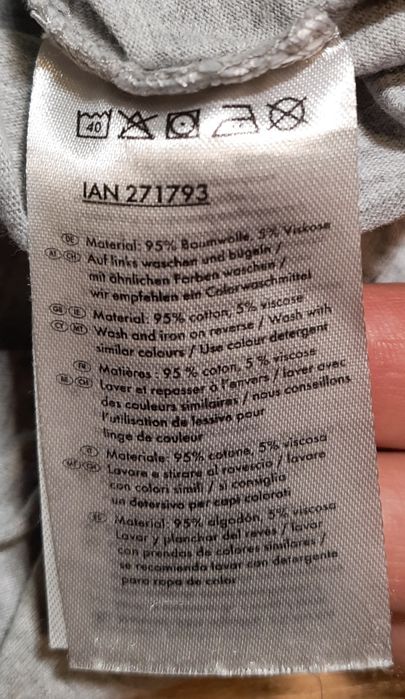 40
IAN 271793
DE Material: 95% Baumwolle, 5% Viskose
AT CH Auf links waschen und bügeln /
mit ähnlichen Farben waschen /
wir empfehlen ein Colorwaschmittel
GB IE Material: 95% cotton, 5% viscose
CY MT Wash and iron on reverse / Wash with
similar colours / Use colour detergent
FR Matières: 95 % coton, 5 % viscose
BE CH Laver et repasser à l'envers / laver avec
des couleurs similaires / nous conseillons
l'utilisation de lessive pour
linge de couleur
IT Materiale: 95% cotone, 5% viscosa
MT CH Lavare e stirare al rovescio / lavare
con colori simili / si consiglia
un detersivo per capi colorati
ES Material: 95% algodón, 5% viscosa
Lavar y planchar del revés / lavar
con prendas de colores similares /
se recomienda lavar con detergente
para ropa de color